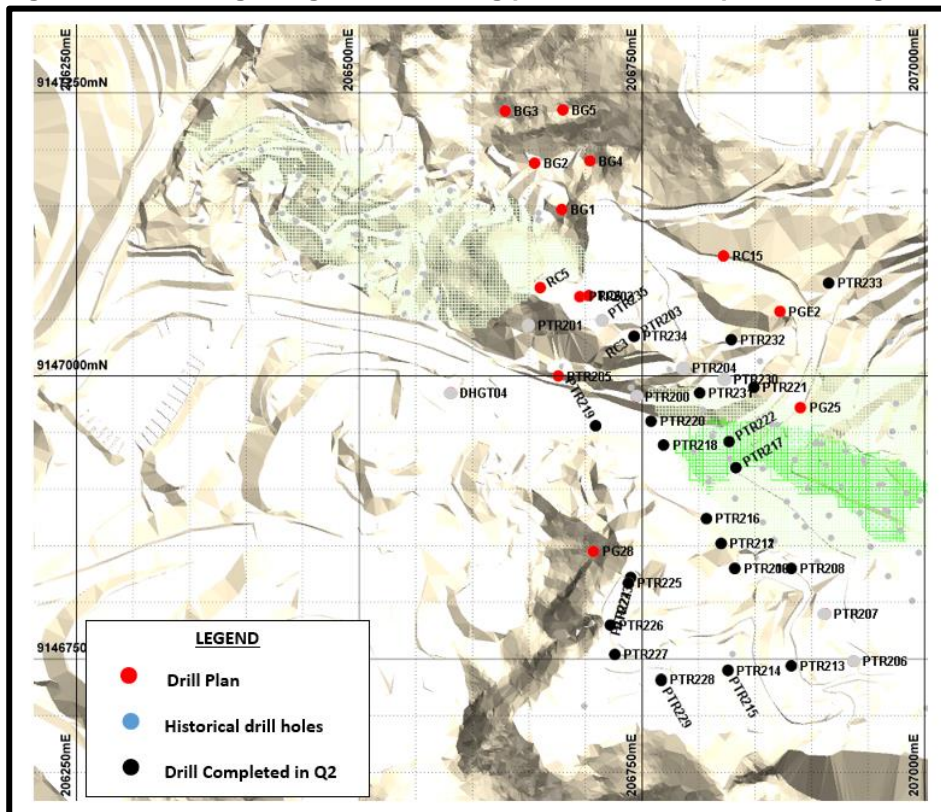 206250mE
206500mE
206750mE
207000mE
9147250mN
BG3
BG5
BG2
BG4
BG1
RC15
PTR233
RC5
PTR235
PGE2
PTR201
PTR203
PTR234
RC3
PTR232
9147000mN
PTR204
PTR205
PTR230
PTR221
DHGT04
PTR200
PTR231
PG25
PTR219
PTR220
PTR222
PTR218
PTR217
PTR216
PG28
PTR208
PTR225
PTR207
PTR226
9146750mN
PTR227
PTR206
PTR213
PTR214
PTR228
PTR215
PTR229
LEGEND
Drill Plan
Historical drill holes
Drill Completed in Q2
206250mE
206750mE
207000mE